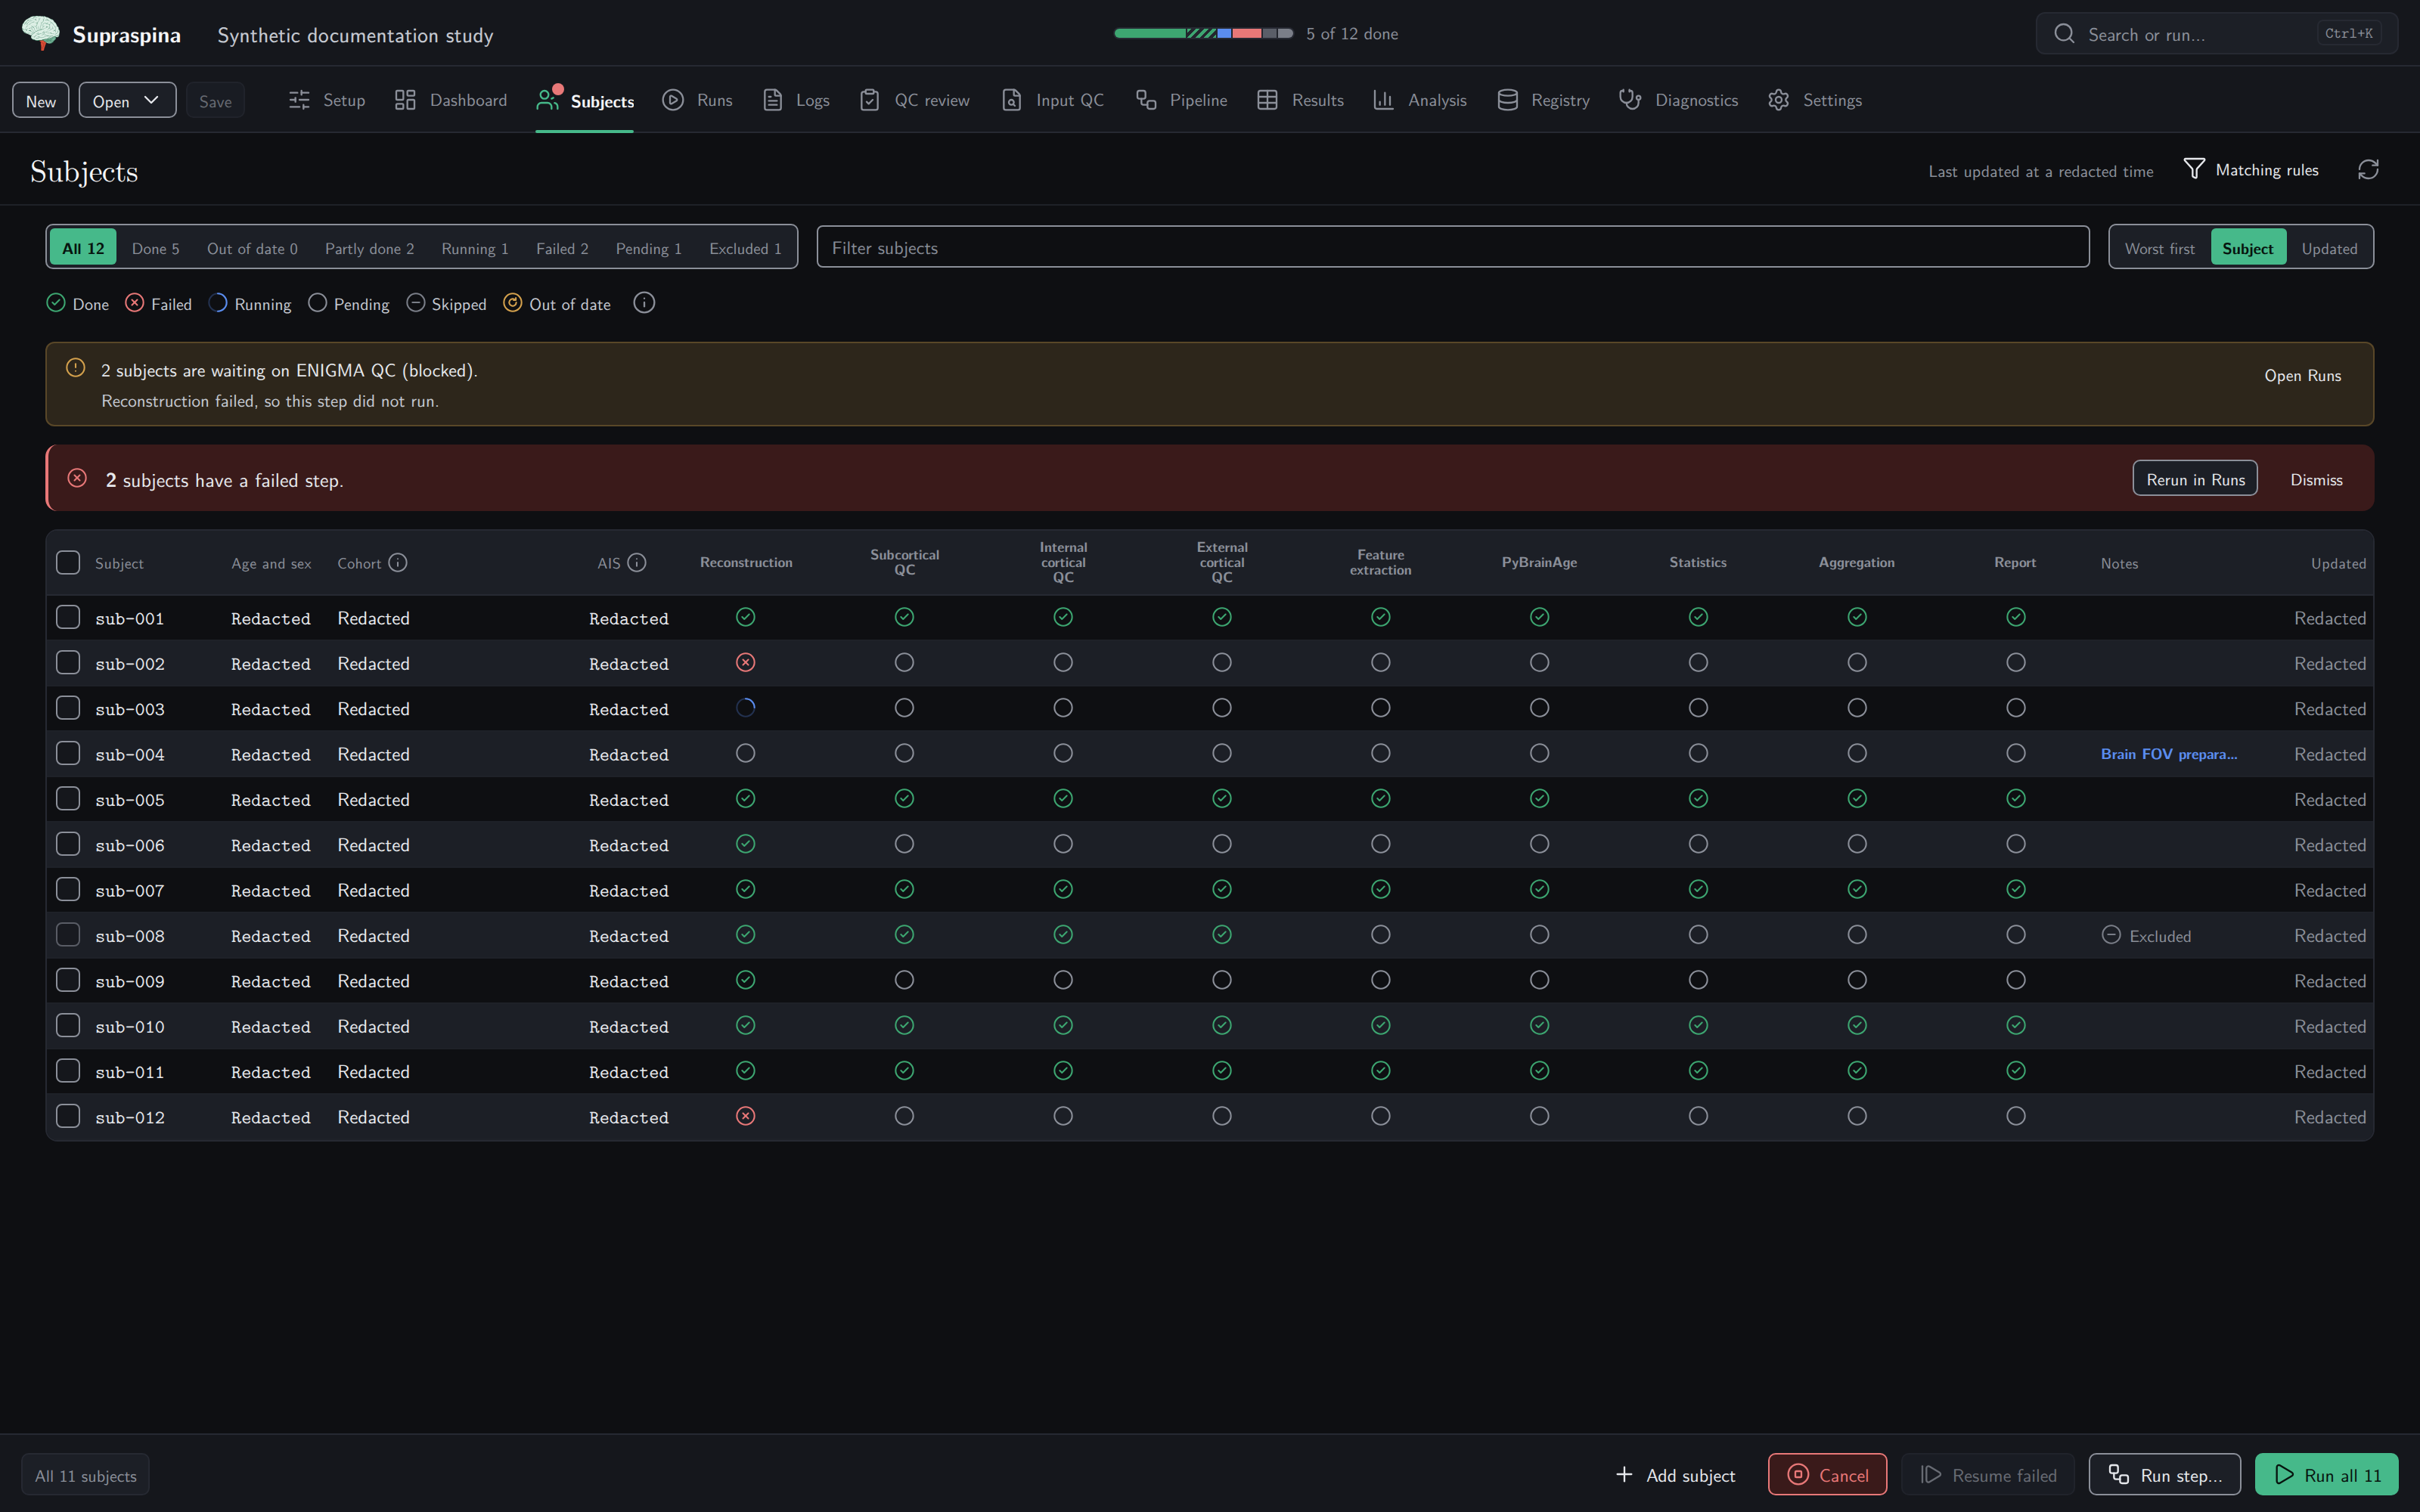 Supraspina
Synthetic documentation study
5 of 12 done
Search or run...
Ctrl+K
New
Open
Save
Setup
Dashboard
Subjects
Runs
Logs
QC review
Input QC
Pipeline
Results
Analysis
Registry
Diagnostics
Settings
Subjects
Last updated at a redacted time
Matching rules
All 12
Done 5
Out of date 0
Partly done 2
Running 1
Failed 2
Pending 1
Excluded 1
Filter subjects
Worst first
Subject
Updated
Done
Failed
Running
Pending
Skipped
Out of date
2 subjects are waiting on ENIGMA QC (blocked).
Reconstruction failed, so this step did not run.
Open Runs
2 subjects have a failed step.
Rerun in Runs
Dismiss
Subject
Age and sex
Cohort
AIS
Reconstruction
Subcortical
QC
Internal
cortical
QC
External
cortical
QC
Feature
extraction
PyBrainAge
Statistics
Aggregation
Report
Notes
Updated
sub-001 Redacted Redacted Redacted Redacted
sub-002 Redacted Redacted Redacted Redacted
sub-003 Redacted Redacted Redacted Redacted
sub-004 Redacted Redacted Redacted Brain FOV prepara... Redacted
sub-005 Redacted Redacted Redacted Redacted
sub-006 Redacted Redacted Redacted Redacted
sub-007 Redacted Redacted Redacted Redacted
sub-008 Redacted Redacted Redacted Excluded Redacted
sub-009 Redacted Redacted Redacted Redacted
sub-010 Redacted Redacted Redacted Redacted
sub-011 Redacted Redacted Redacted Redacted
sub-012 Redacted Redacted Redacted Redacted
All 11 subjects
Add subject
Cancel
Resume failed
Run step...
Run all 11